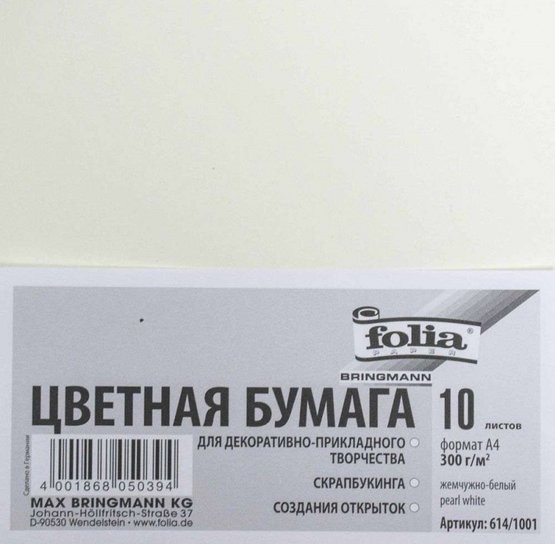 folia
PAPER
BRINGMANN
ЦВЕТНАЯ БУМАГА
10 листов
ДЛЯ ДЕКОРАТИВНО-ПРИКЛАДНОГО
ТВОРЧЕСТВА
СКРАПБУКИНГА
СОЗДАНИЯ ОТКРЫТОК
формат А4
300 г/м²
жемчужно-белый
pearl white
Артикул: 614/1001
Сделано в Германии
4 001868 050394
MAX BRINGMANN KG
Johann-Höllfritsch-Straße 37
D-90530 Wendelstein • www.folia.de